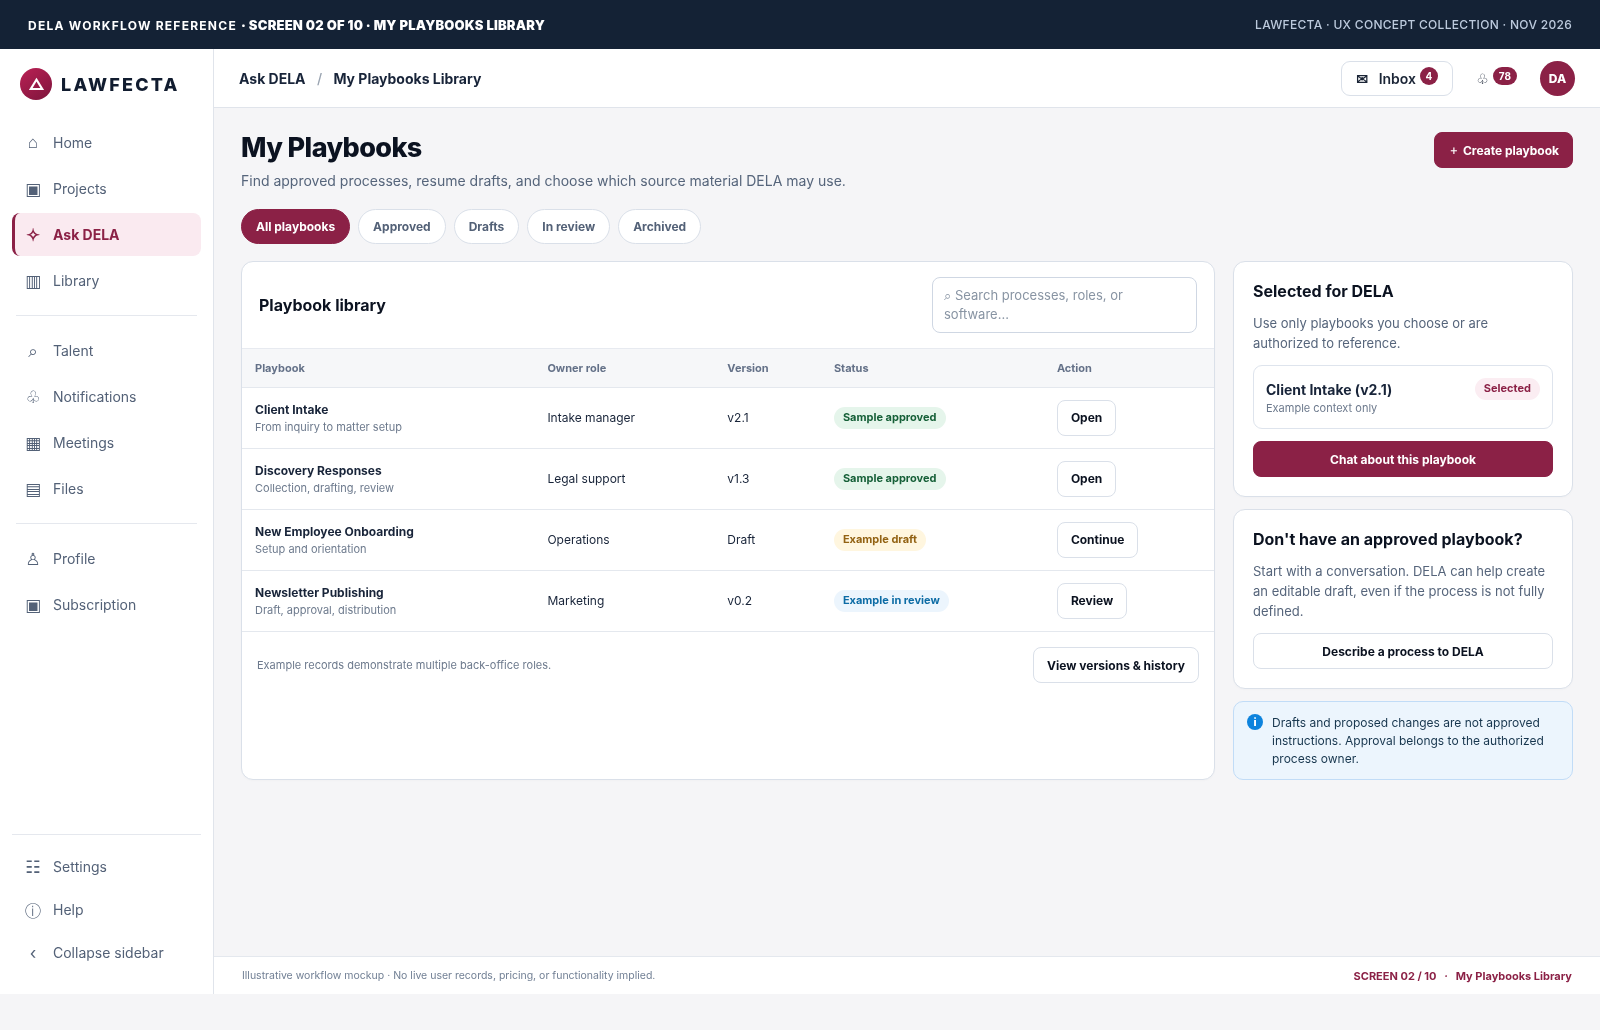 DELA WORKFLOW REFERENCE · SCREEN 02 OF 10 · MY PLAYBOOKS LIBRARY
LAWFECTA · UX CONCEPT COLLECTION · NOV 2026
LAWFECTA
Home
Projects
Ask DELA
Library
Talent
Notifications
Meetings
Files
Profile
Subscription
Settings
Help
Collapse sidebar
Ask DELA / My Playbooks Library
Inbox 4
78
DA
My Playbooks
Find approved processes, resume drafts, and choose which source material DELA may use.
+ Create playbook
All playbooks
Approved
Drafts
In review
Archived
Playbook library
Search processes, roles, or
software...
Playbook Owner role Version Status Action
Client Intake
From inquiry to matter setup
Intake manager
v2.1
Sample approved
Open
Discovery Responses
Collection, drafting, review
Legal support
v1.3
Sample approved
Open
New Employee Onboarding
Setup and orientation
Operations
Draft
Example draft
Continue
Newsletter Publishing
Draft, approval, distribution
Marketing
v0.2
Example in review
Review
Example records demonstrate multiple back-office roles.
View versions & history
Selected for DELA
Use only playbooks you choose or are
authorized to reference.
Client Intake (v2.1)
Selected
Example context only
Chat about this playbook
Don't have an approved playbook?
Start with a conversation. DELA can help create
an editable draft, even if the process is not fully
defined.
Describe a process to DELA
Drafts and proposed changes are not approved
instructions. Approval belongs to the authorized
process owner.
Illustrative workflow mockup · No live user records, pricing, or functionality implied.
SCREEN 02 / 10 · My Playbooks Library